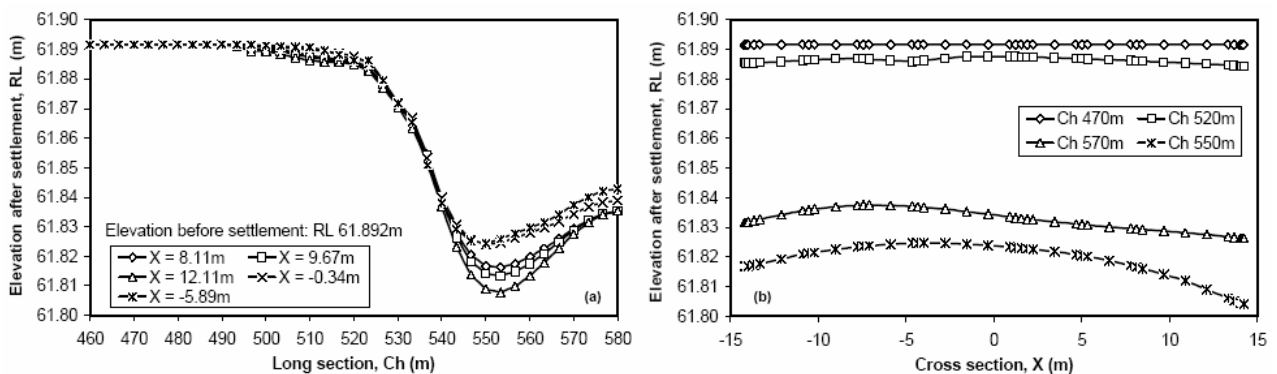 61.90
61.89
61.88
61.87
61.86
61.85
61.84
61.83
61.82
61.81
61.80
Elevation after settlement, RL (m)
Elevation before settlement: RL 61.892m
X = 8.11m
X = 9.67m
X = 12.11m
X = -0.34m
X = -5.89m
(a)
460 470 480 490 500 510 520 530 540 550 560 570 580
Long section, Ch (m)
61.90
61.89
61.88
61.87
61.86
61.85
61.84
61.83
61.82
61.81
61.80
Elevation after settlement, RL (m)
Ch 470m
Ch 520m
Ch 570m
Ch 550m
(b)
-15 -10 -5 0 5 10 15
Cross section, X (m)